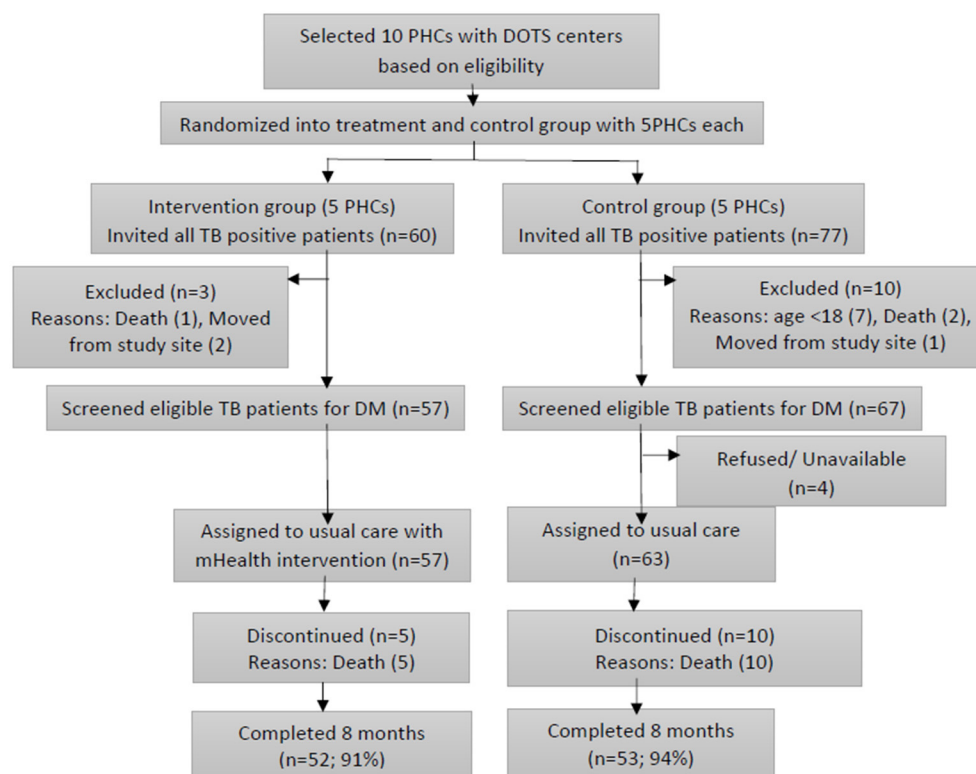 Selected 10 PHCs with DOTS centers
based on eligibility
Randomized into treatment and control group with 5PHCs each
Intervention group (5 PHCs)
Invited all TB positive patients (n=60)
Control group (5 PHCs)
Invited all TB positive patients (n=77)
Excluded (n=3)
Reasons: Death (1), Moved
from study site (2)
Excluded (n=10)
Reasons: age <18 (7), Death (2),
Moved from study site (1)
Screened eligible TB patients for DM (n=57)
Screened eligible TB patients for DM (n=67)
Refused/ Unavailable
(n=4)
Assigned to usual care with
mHealth intervention (n=57)
Assigned to usual care
(n=63)
Discontinued (n=5)
Reasons: Death (5)
Discontinued (n=10)
Reasons: Death (10)
Completed 8 months
(n=52; 91%)
Completed 8 months
(n=53; 94%)